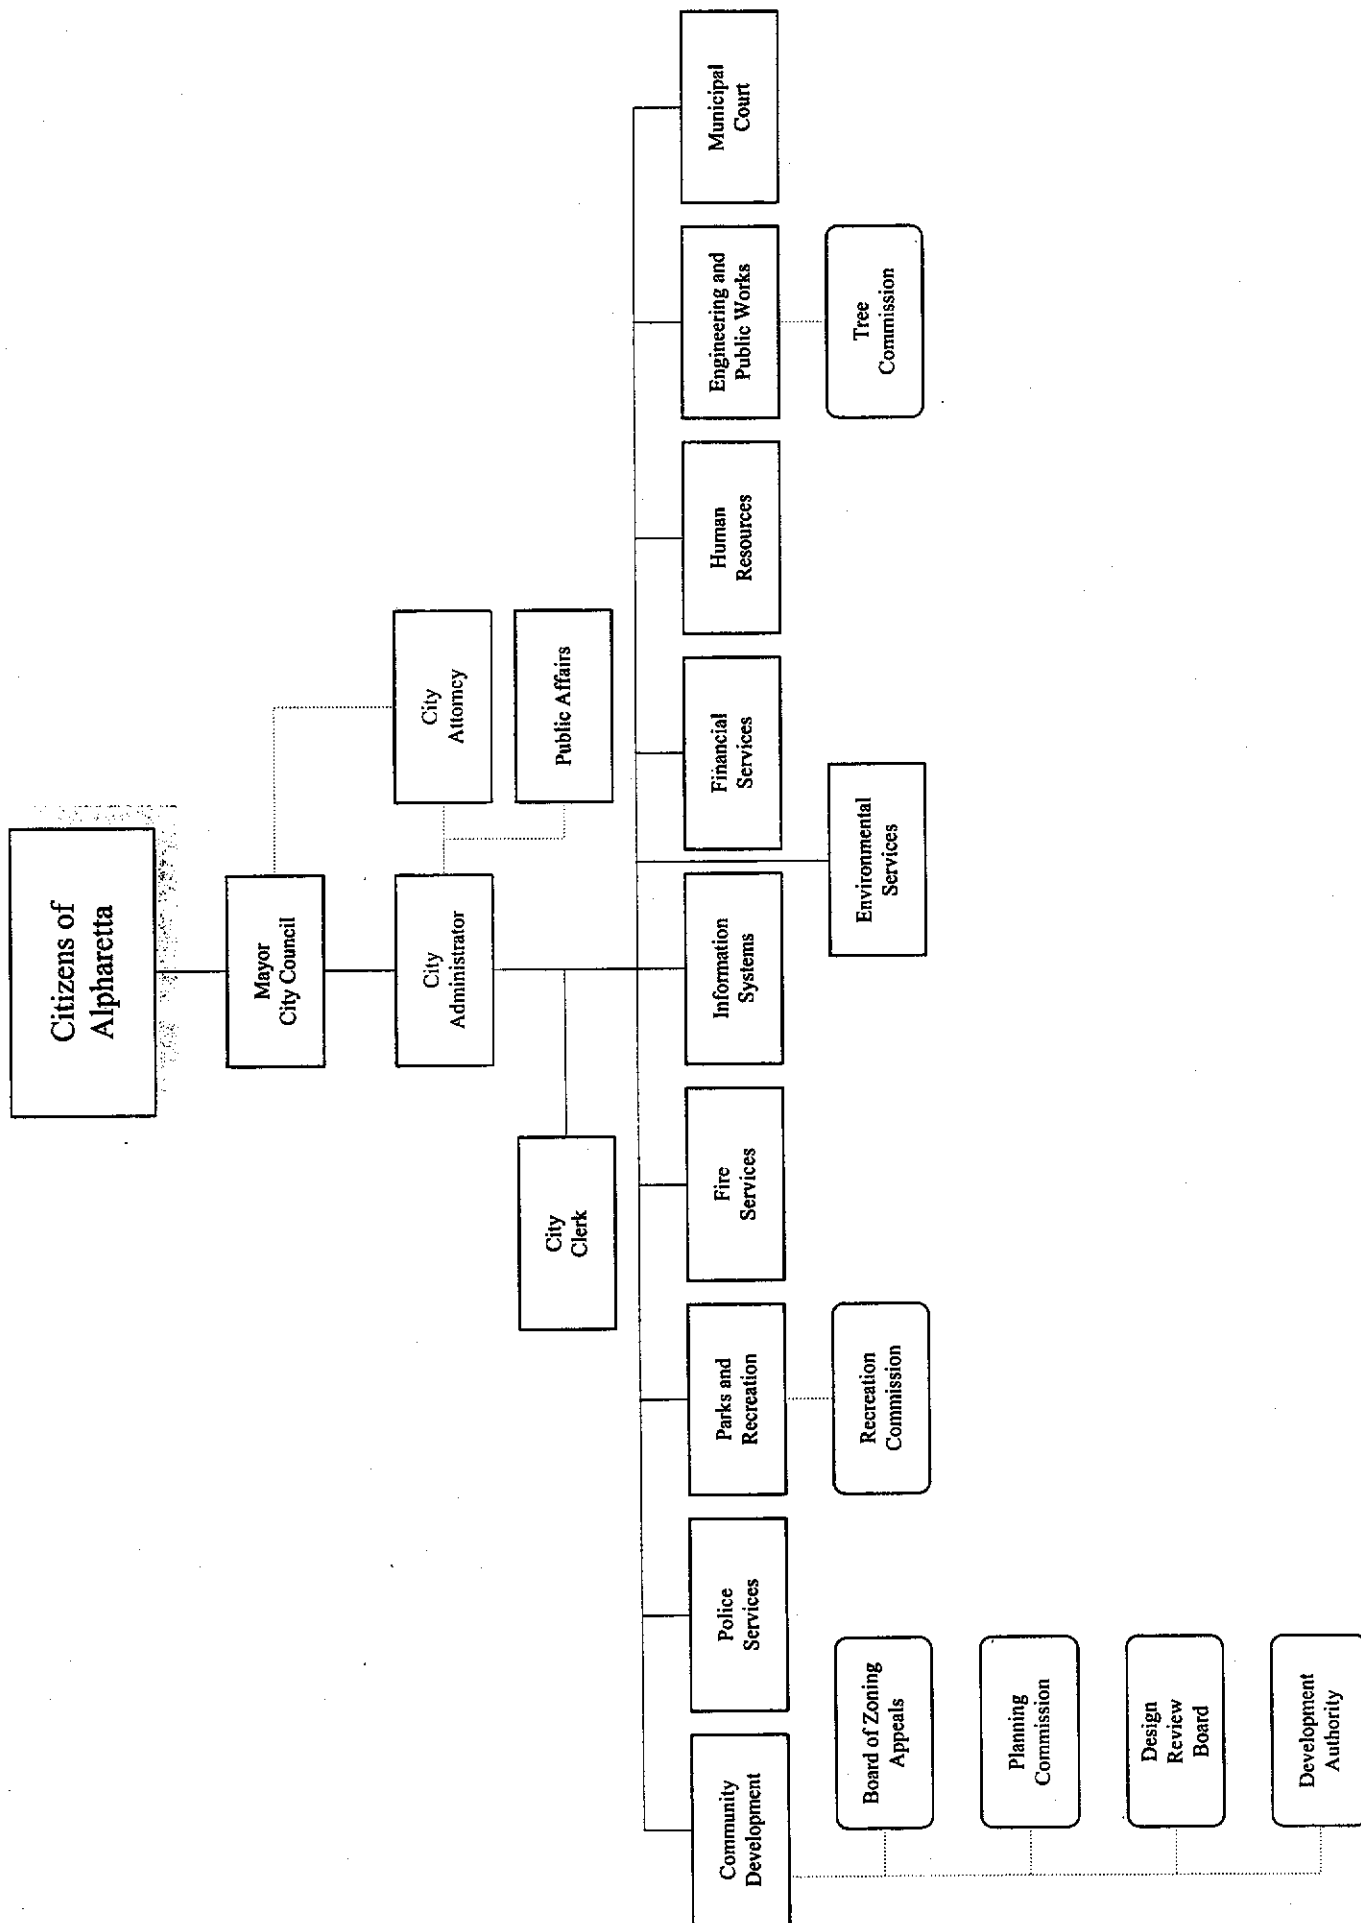 Citizens of
Alpharetta
Mayor
City Council
City
Administrator
City
Attorney
Public Affairs
City
Clerk
Community
Development
Police
Services
Parks and
Recreation
Fire
Services
Information
Systems
Financial
Services
Human
Resources
Engineering and
Public Works
Municipal
Court
Environmental
Services
Board of Zoning
Appeals
Planning
Commission
Design
Review
Board
Development
Authority
Recreation
Commission
Tree
Commission